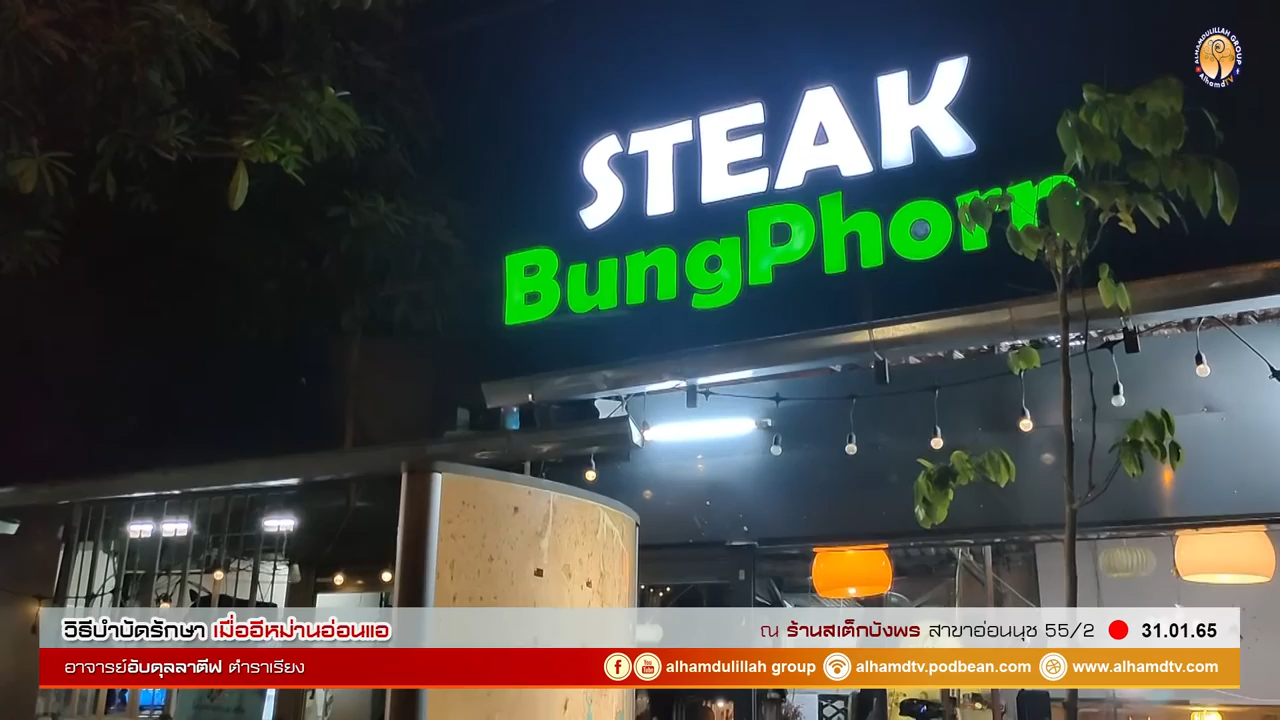 ALHAMDULILLAH GROUP
AlhamdTV
STEAK
BungPhorn
วิธีบำบัดรักษา เมื่ออีหม่านอ่อนแอ
ณ ร้านสเต็กบังพร สาขาอ่อนนุช 55/2
31.01.65
อาจารย์อับดุลลาตีฟ ตำราเรียง
alhamdulillah group
alhamdtv.podbean.com
www.alhamdtv.com